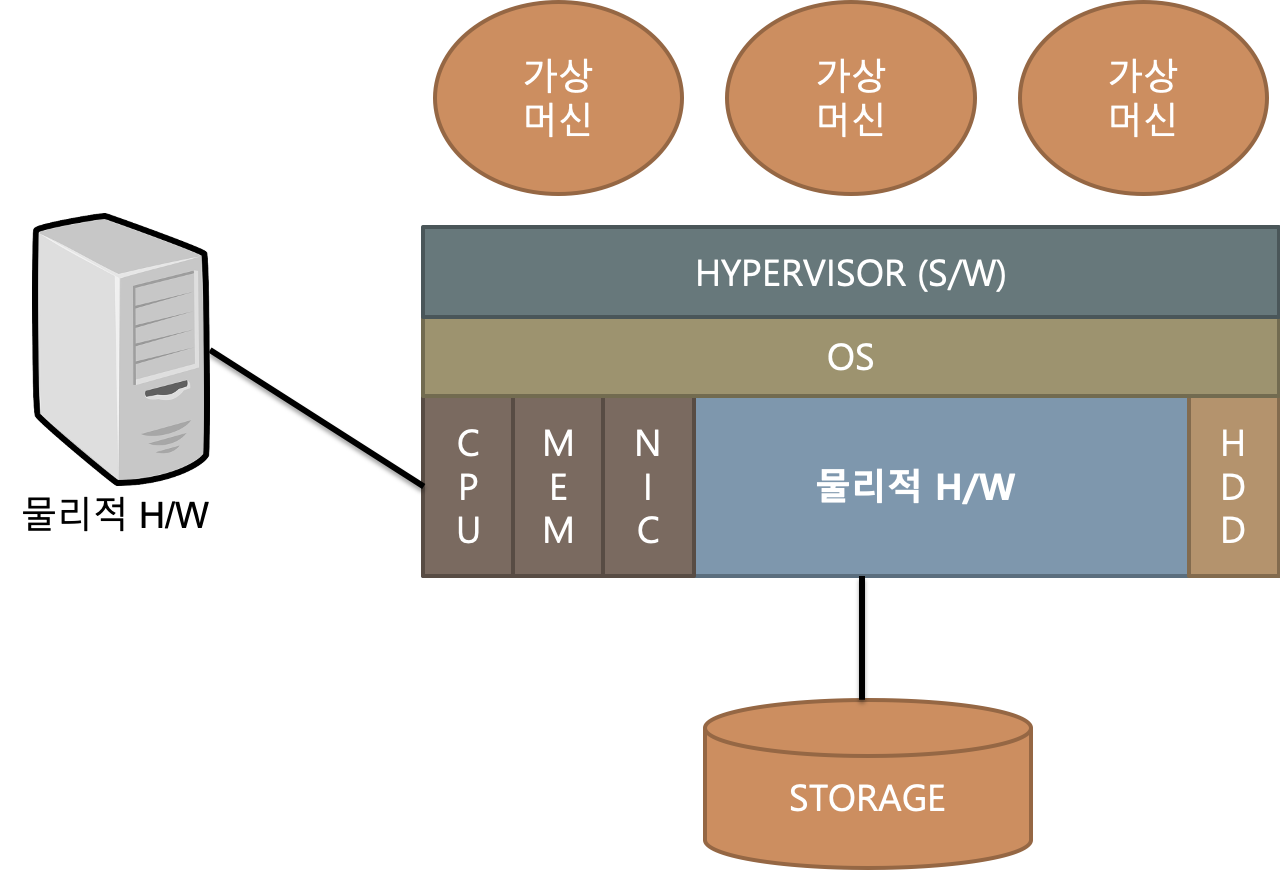 가상
머신
가상
머신
가상
머신
HYPERVISOR (S/W)
OS
물리적 H/W
CPU
MEM
NIC
물리적 H/W
HDD
STORAGE